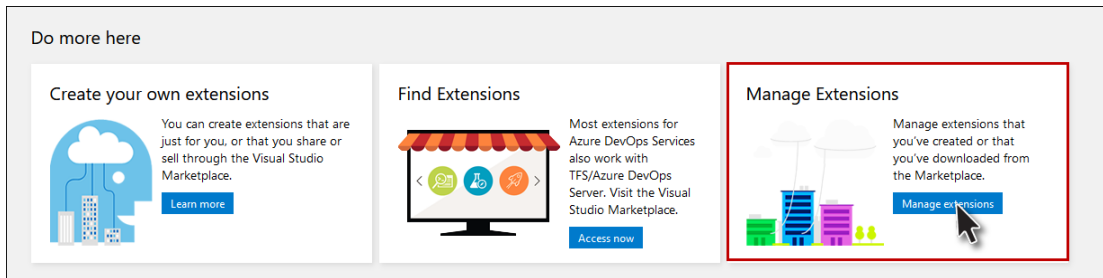 Do more here
Create your own extensions
You can create extensions that are
just for you, or that you share or
sell through the Visual Studio
Marketplace.
Learn more
Find Extensions
Most extensions for
Azure DevOps Services
also work with
TFS/Azure DevOps
Server. Visit the Visual
Studio Marketplace.
Access now
Manage Extensions
Manage extensions that
you've created or that
you've downloaded from
the Marketplace.
Manage extensions